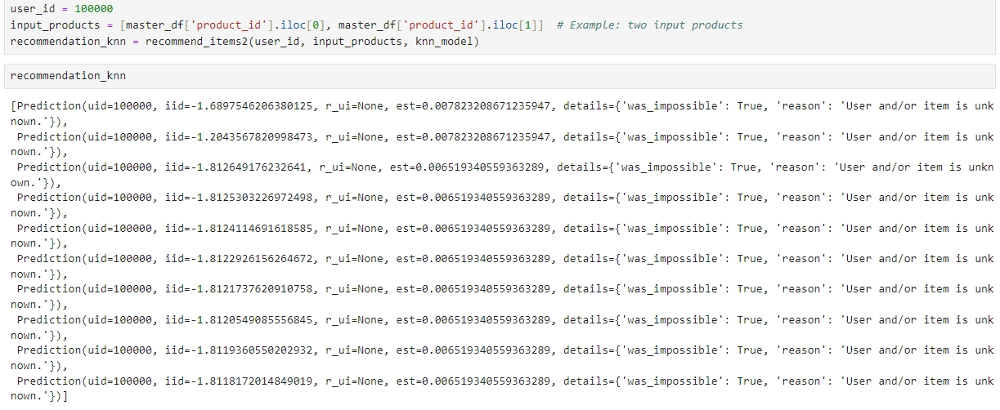 user_id = 100000
input_products = [master_df['product_id'].iloc[0], master_df['product_id'].iloc[1]]  # Example: two input products
recommendation_knn = recommend_items2(user_id, input_products, knn_model)
recommendation_knn
[Prediction(uid=100000, iid=-1.6897546206380125, r_ui=None, est=0.007823208671235947, details={'was_impossible': True, 'reason': 'User and/or item is unk
nown.'}),
 Prediction(uid=100000, iid=-1.2043567820998473, r_ui=None, est=0.007823208671235947, details={'was_impossible': True, 'reason': 'User and/or item is unk
nown.'}),
 Prediction(uid=100000, iid=-1.812649176232641, r_ui=None, est=0.006519340559363289, details={'was_impossible': True, 'reason': 'User and/or item is unkn
own.'}),
 Prediction(uid=100000, iid=-1.8125303226972498, r_ui=None, est=0.006519340559363289, details={'was_impossible': True, 'reason': 'User and/or item is unk
nown.'}),
 Prediction(uid=100000, iid=-1.8124114691618585, r_ui=None, est=0.006519340559363289, details={'was_impossible': True, 'reason': 'User and/or item is unk
nown.'}),
 Prediction(uid=100000, iid=-1.8122926156264672, r_ui=None, est=0.006519340559363289, details={'was_impossible': True, 'reason': 'User and/or item is unk
nown.'}),
 Prediction(uid=100000, iid=-1.8121737620910758, r_ui=None, est=0.006519340559363289, details={'was_impossible': True, 'reason': 'User and/or item is unk
nown.'}),
 Prediction(uid=100000, iid=-1.8120549085556845, r_ui=None, est=0.006519340559363289, details={'was_impossible': True, 'reason': 'User and/or item is unk
nown.'}),
 Prediction(uid=100000, iid=-1.8119360550202932, r_ui=None, est=0.006519340559363289, details={'was_impossible': True, 'reason': 'User and/or item is unk
nown.'}),
 Prediction(uid=100000, iid=-1.8118172014849019, r_ui=None, est=0.006519340559363289, details={'was_impossible': True, 'reason': 'User and/or item is unk
nown.'})]